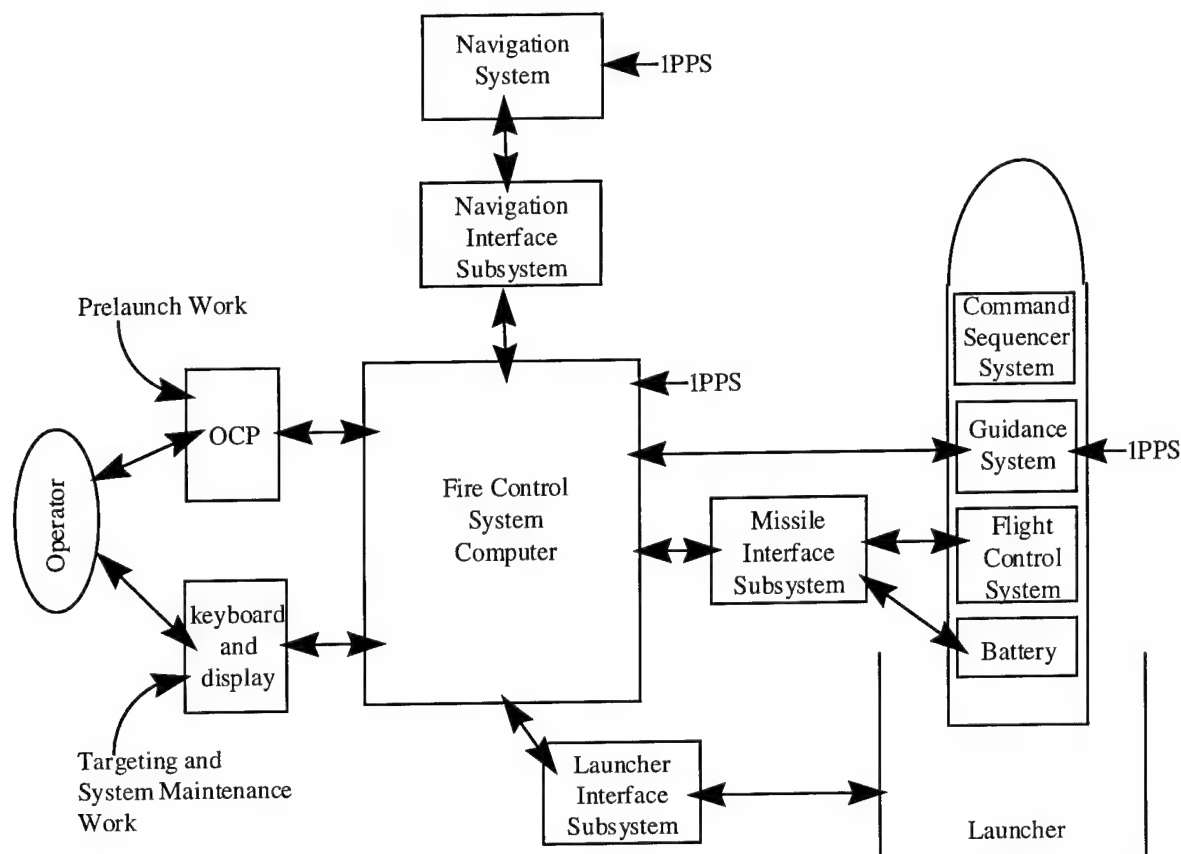 Navigation
System
1PPS
Navigation
Interface
Subsystem
Prelaunch Work
OCP
Operator
keyboard
and
display
Targeting and
System Maintenance
Work
Fire Control
System
Computer
1PPS
Missile
Interface
Subsystem
Launcher
Interface
Subsystem
Command
Sequencer
System
Guidance
System
1PPS
Flight
Control
System
Battery
Launcher